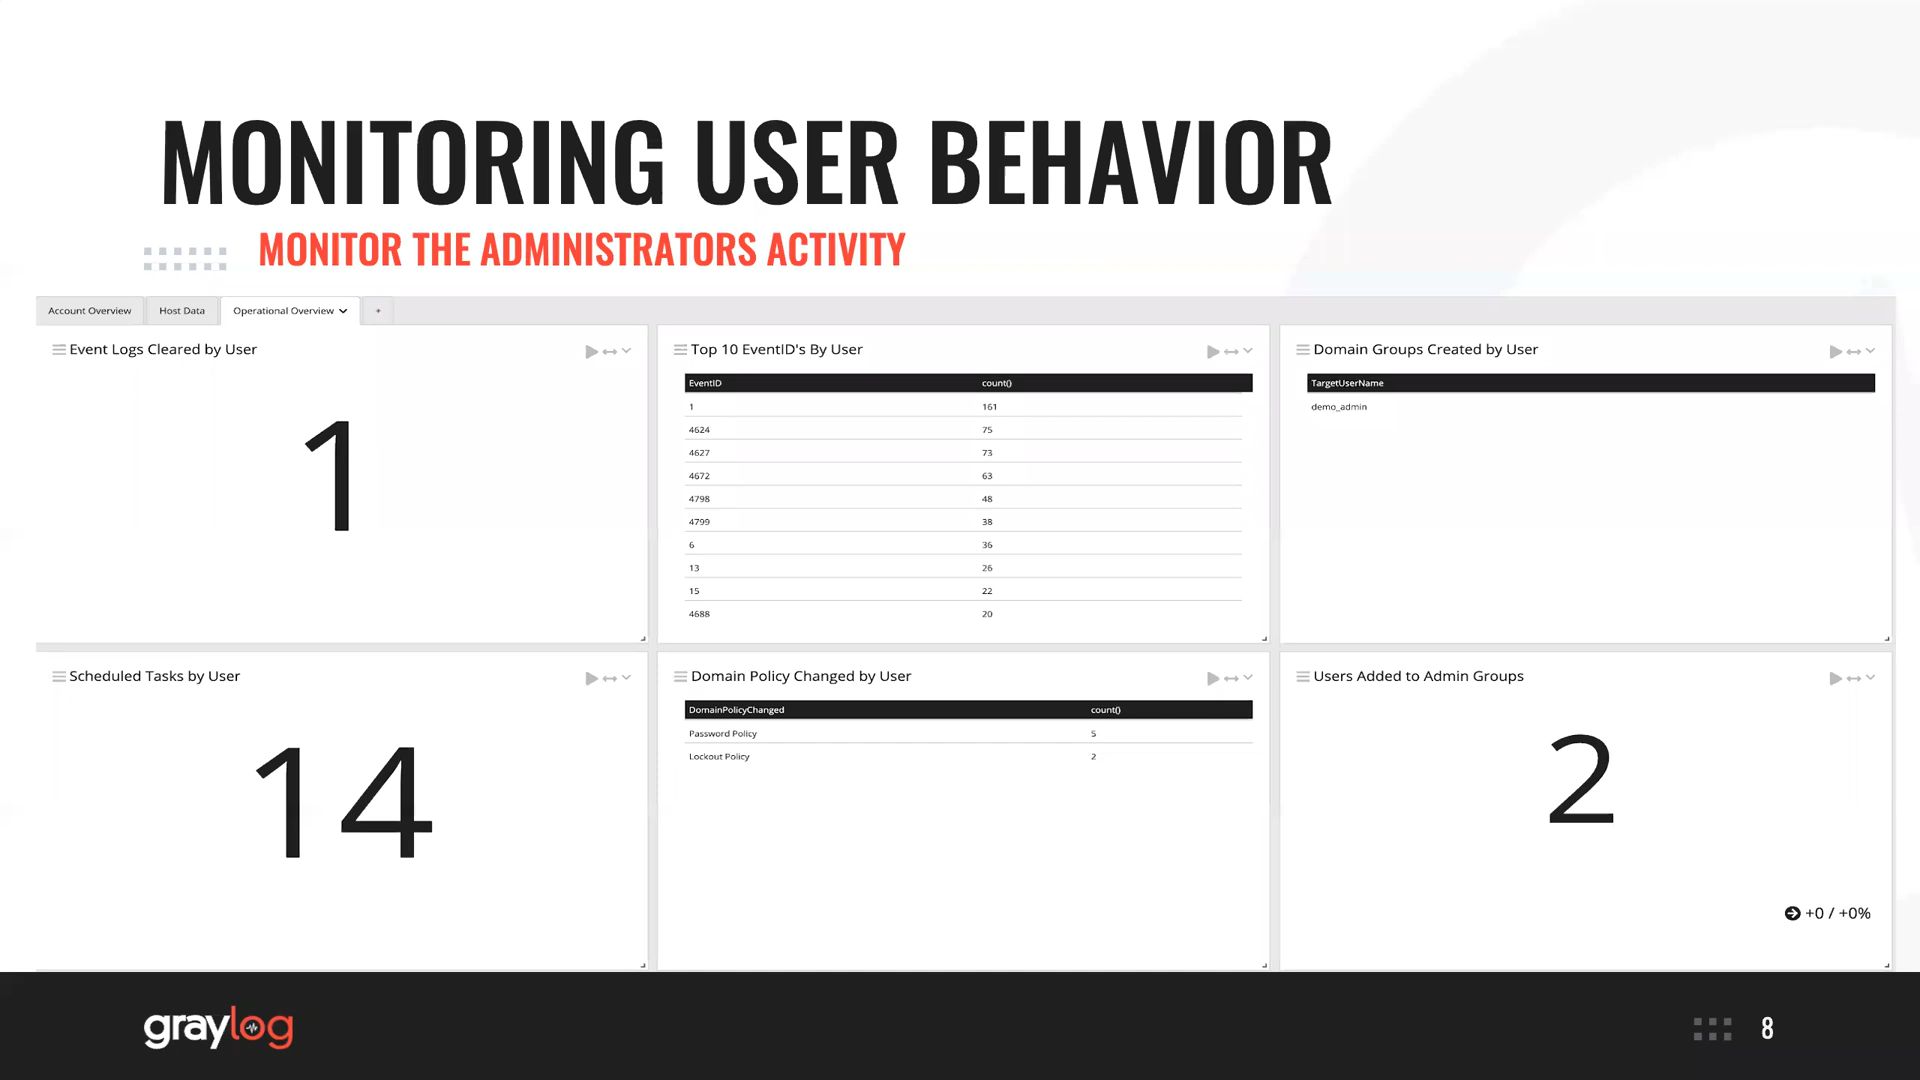 MONITORING USER BEHAVIOR
MONITOR THE ADMINISTRATORS ACTIVITY
Account Overview
Host Data
Operational Overview
+
Event Logs Cleared by User
1
Top 10 EventID's By User
EventID count()
1 161
4624 75
4627 73
4672 63
4798 48
4799 38
6 36
13 26
15 22
4688 20
Domain Groups Created by User
TargetUserName
demo_admin
Scheduled Tasks by User
14
Domain Policy Changed by User
DomainPolicyChanged count()
Password Policy 5
Lockout Policy 2
Users Added to Admin Groups
2
+0 / +0%
graylog
8